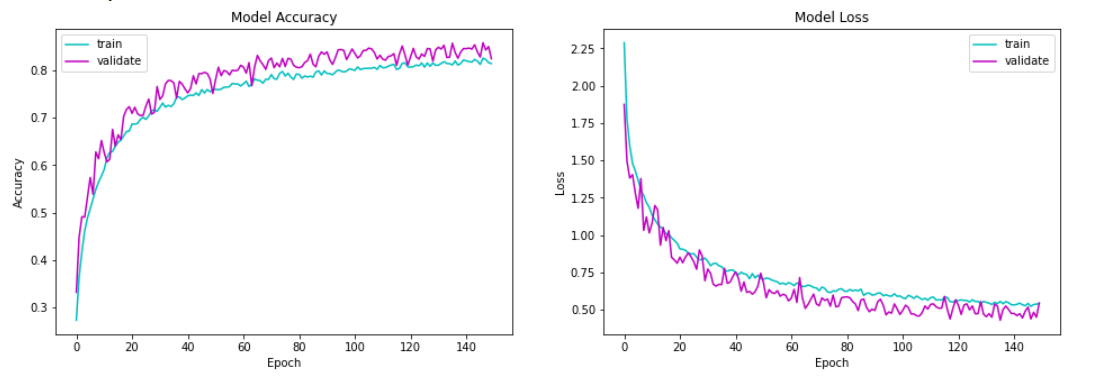 Model Accuracy
train
validate
0.8
0.7
0.6
0.5
0.4
0.3
Accuracy
0 20 40 60 80 100 120 140
Epoch
Model Loss
train
validate
2.25
2.00
1.75
1.50
1.25
1.00
0.75
0.50
Loss
0 20 40 60 80 100 120 140
Epoch